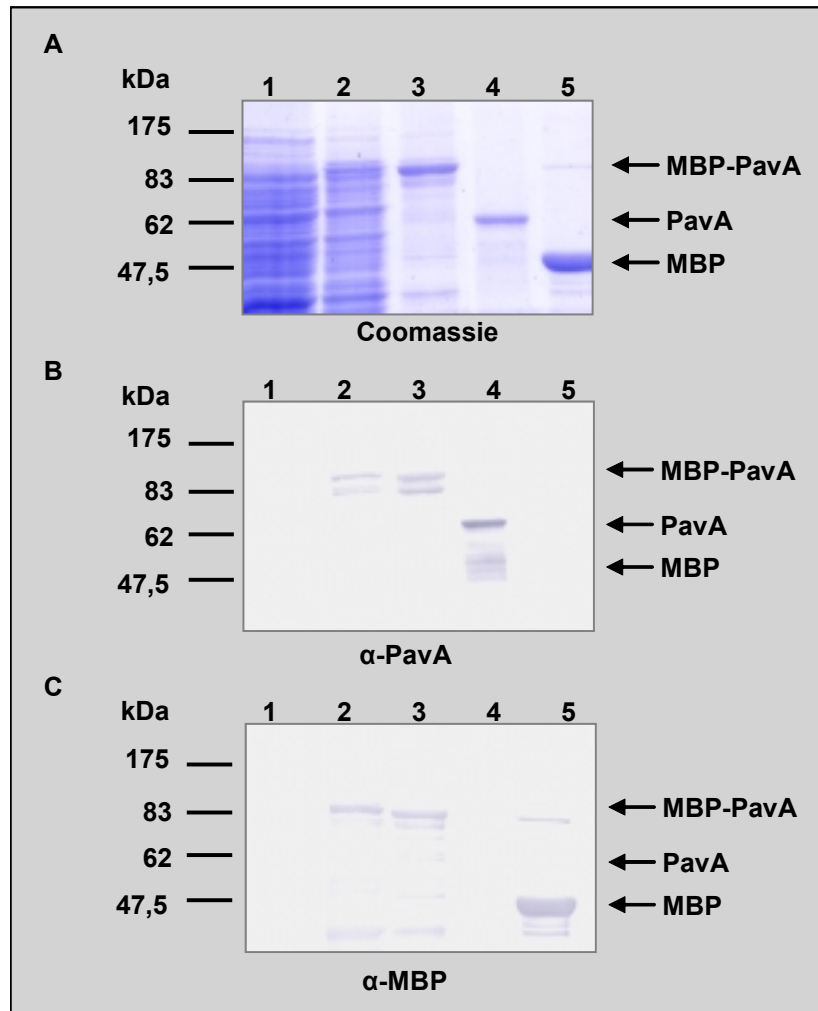 A
kDa 1 2 3 4 5
175
83 MBP-PavA
62 PavA
47,5 MBP
Coomassie
B
kDa 1 2 3 4 5
175
83 MBP-PavA
62 PavA
47,5 MBP
α-PavA
C
kDa 1 2 3 4 5
175
83 MBP-PavA
62 PavA
47,5 MBP
α-MBP